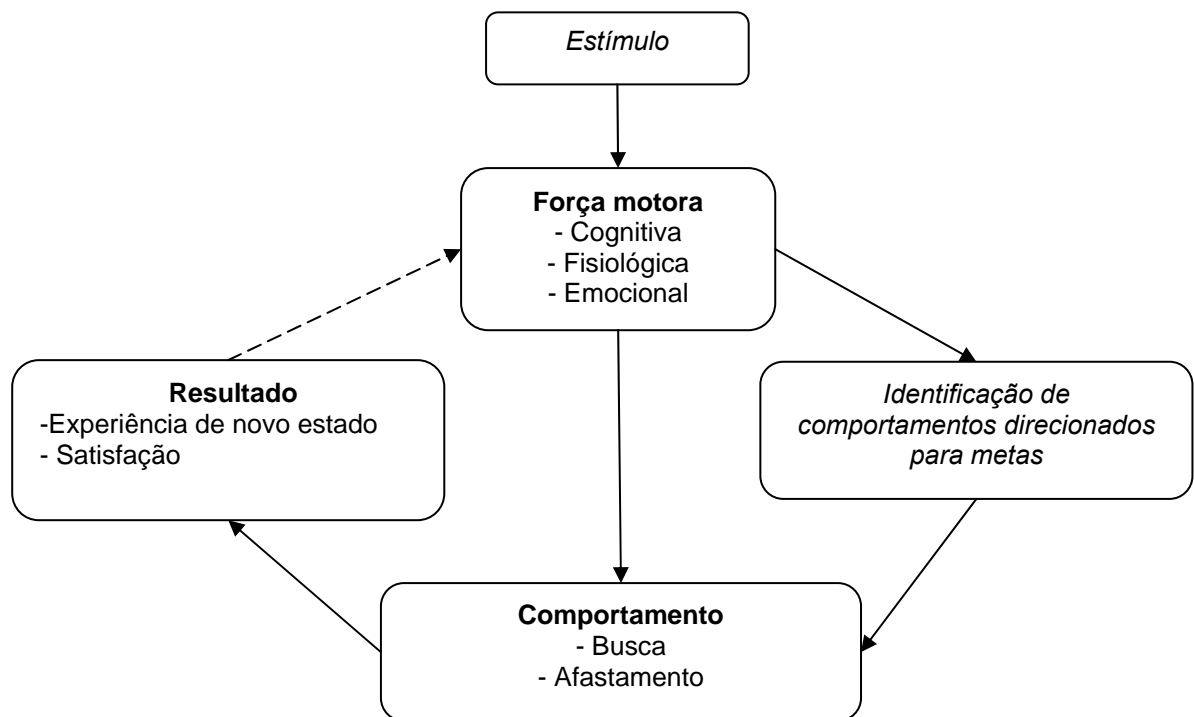 Estímulo
Força motora
- Cognitiva
- Fisiológica
- Emocional
Resultado
-Experiência de novo estado
- Satisfação
Identificação de
comportamentos direcionados
para metas
Comportamento
- Busca
- Afastamento